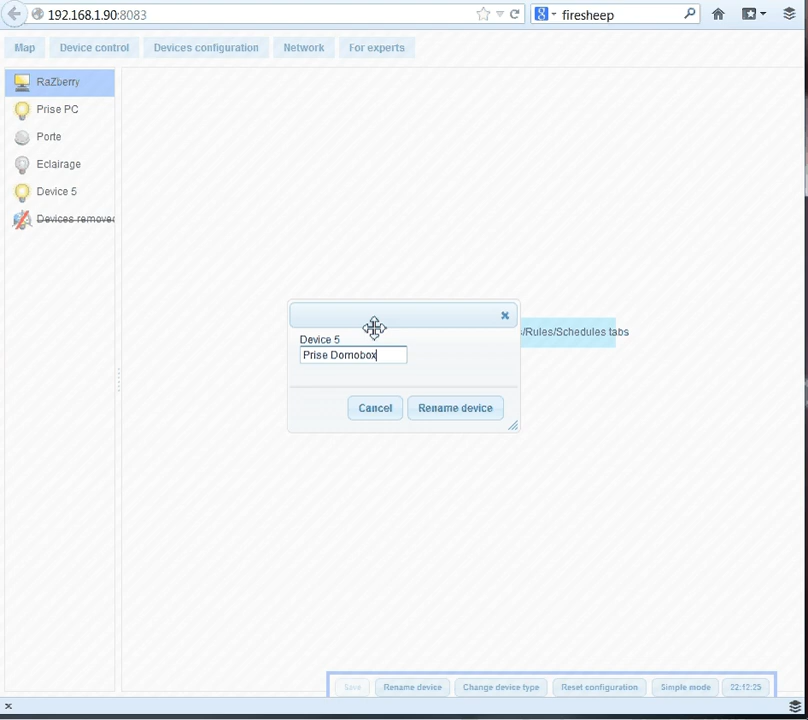 192.168.1.90:8083
firesheep
Map Device control Devices configuration Network For experts
RaZberry
Prise PC
Porte
Eclairage
Device 5
Devices removed
s/Rules/Schedules tabs
Device 5
Prise Domobox
Cancel Rename device
Save Rename device Change device type Reset configuration Simple mode 22:12:25